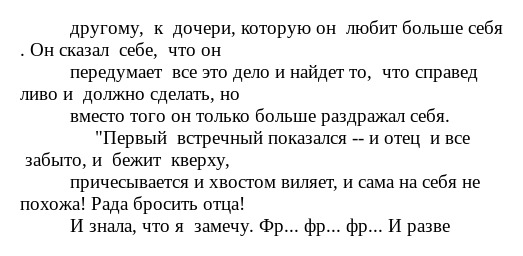 другому, к дочери, которую он любит больше себя
. Он сказал себе, что он
передумает все это дело и найдет то, что справед
ливо и должно сделать, но
вместо того он только больше раздражал себя.
"Первый встречный показался -- и отец и все
забыто, и бежит кверху,
причесывается и хвостом виляет, и сама на себя не
похожа! Рада бросить отца!
И знала, что я замечу. Фр... фр... фр... И разве